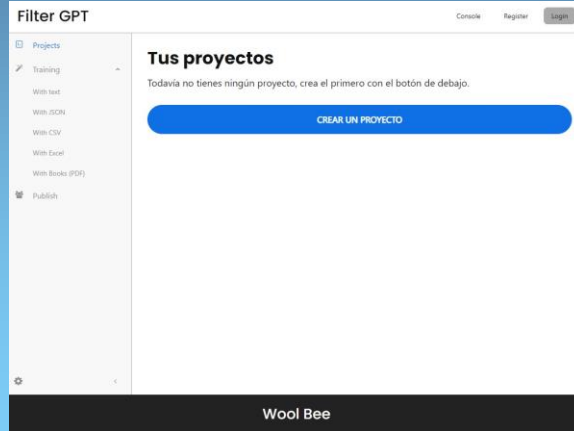 Filter GPT
Console Register Login
Projects
Training
With text
With JSON
With CSV
With Excel
With Books (PDF)
Publish
Tus proyectos
Todavía no tienes ningún proyecto, crea el primero con el botón de debajo.
CREAR UN PROYECTO
Wool Bee